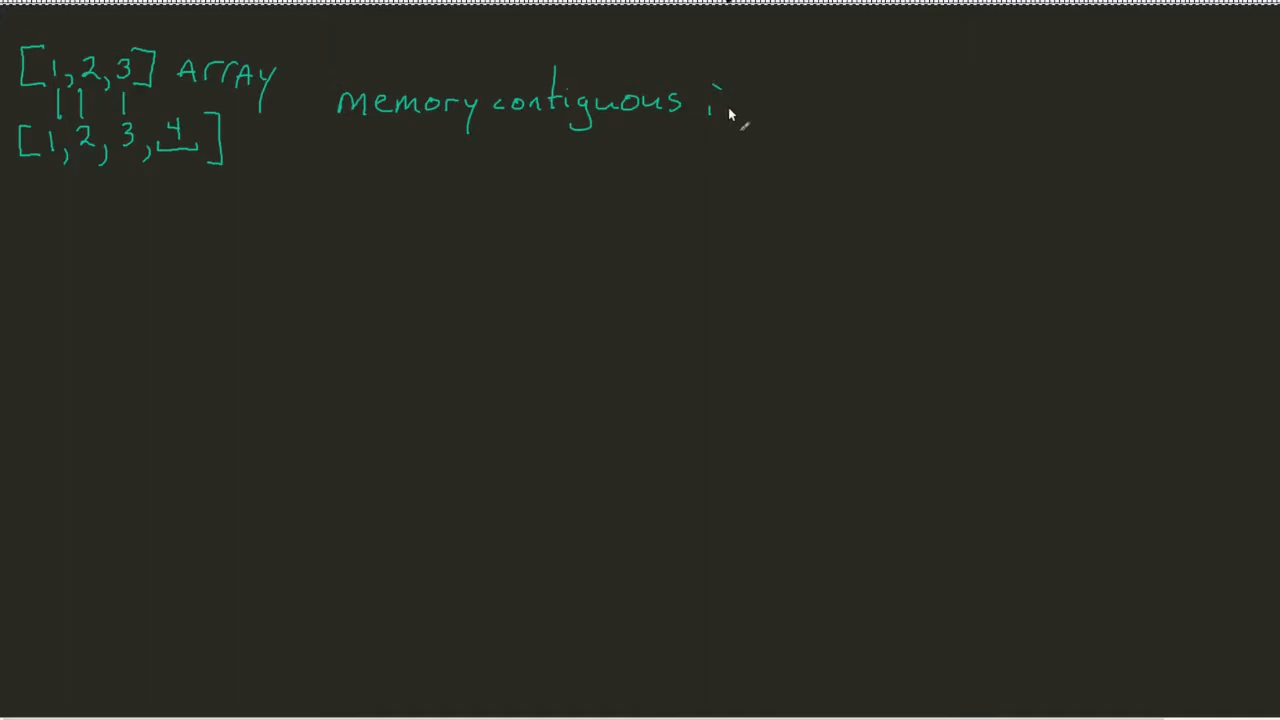 [1, 2, 3] ARRAY
memory contiguous i
[1, 2, 3, 4]